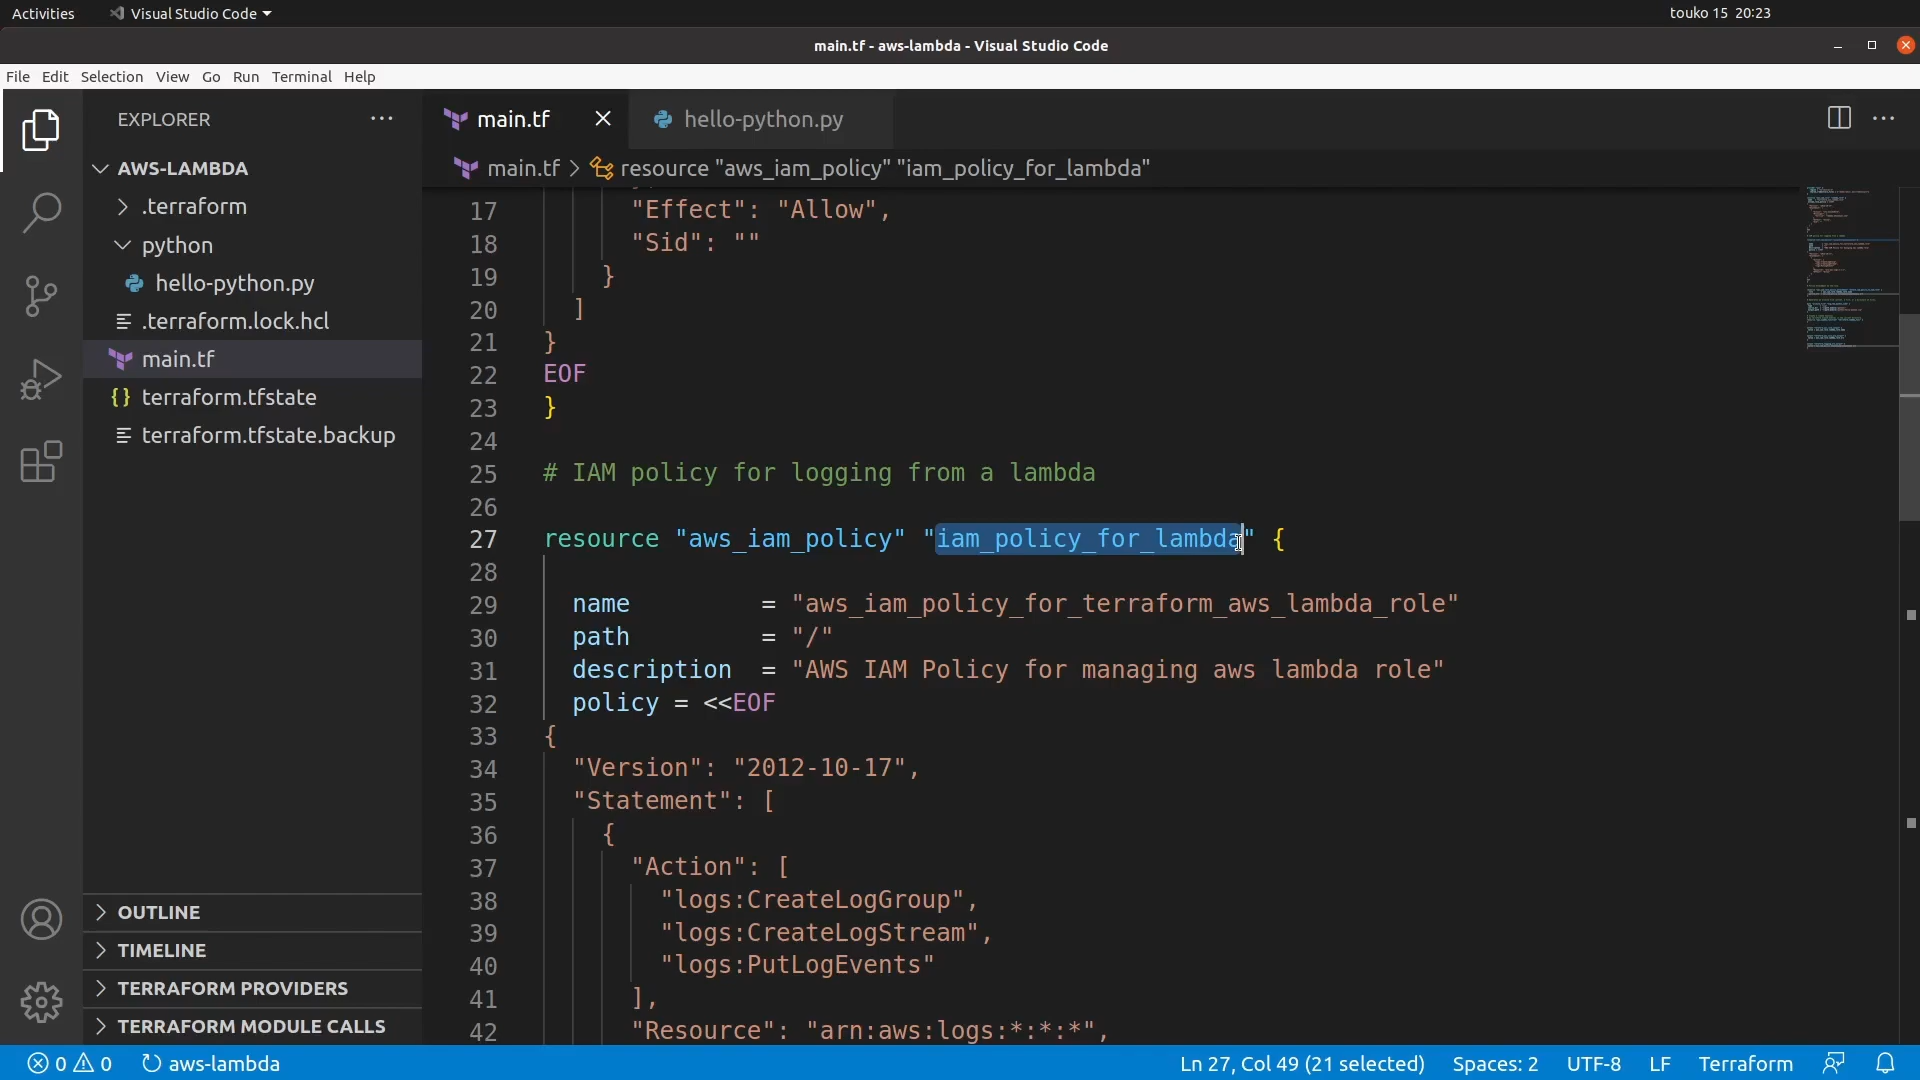 Activities Visual Studio Code touko 15 20:23
main.tf - aws-lambda - Visual Studio Code
File Edit Selection View Go Run Terminal Help
EXPLORER
AWS-LAMBDA
.terraform
python
hello-python.py
.terraform.lock.hcl
main.tf
{} terraform.tfstate
terraform.tfstate.backup
OUTLINE
TIMELINE
TERRAFORM PROVIDERS
TERRAFORM MODULE CALLS
main.tf hello-python.py
main.tf > resource "aws_iam_policy" "iam_policy_for_lambda"
17 "Effect": "Allow",
18 "Sid": ""
19 }
20 ]
21 }
22 EOF
23 }
24
25 # IAM policy for logging from a lambda
26
27 resource "aws_iam_policy" "iam_policy_for_lambda" {
28
29 name = "aws_iam_policy_for_terraform_aws_lambda_role"
30 path = "/"
31 description = "AWS IAM Policy for managing aws lambda role"
32 policy = <<EOF
33 {
34 "Version": "2012-10-17",
35 "Statement": [
36 {
37 "Action": [
38 "logs:CreateLogGroup",
39 "logs:CreateLogStream",
40 "logs:PutLogEvents"
41 ],
42 "Resource": "arn:aws:logs:*:*:*",
0 0 aws-lambda Ln 27, Col 49 (21 selected) Spaces: 2 UTF-8 LF Terraform